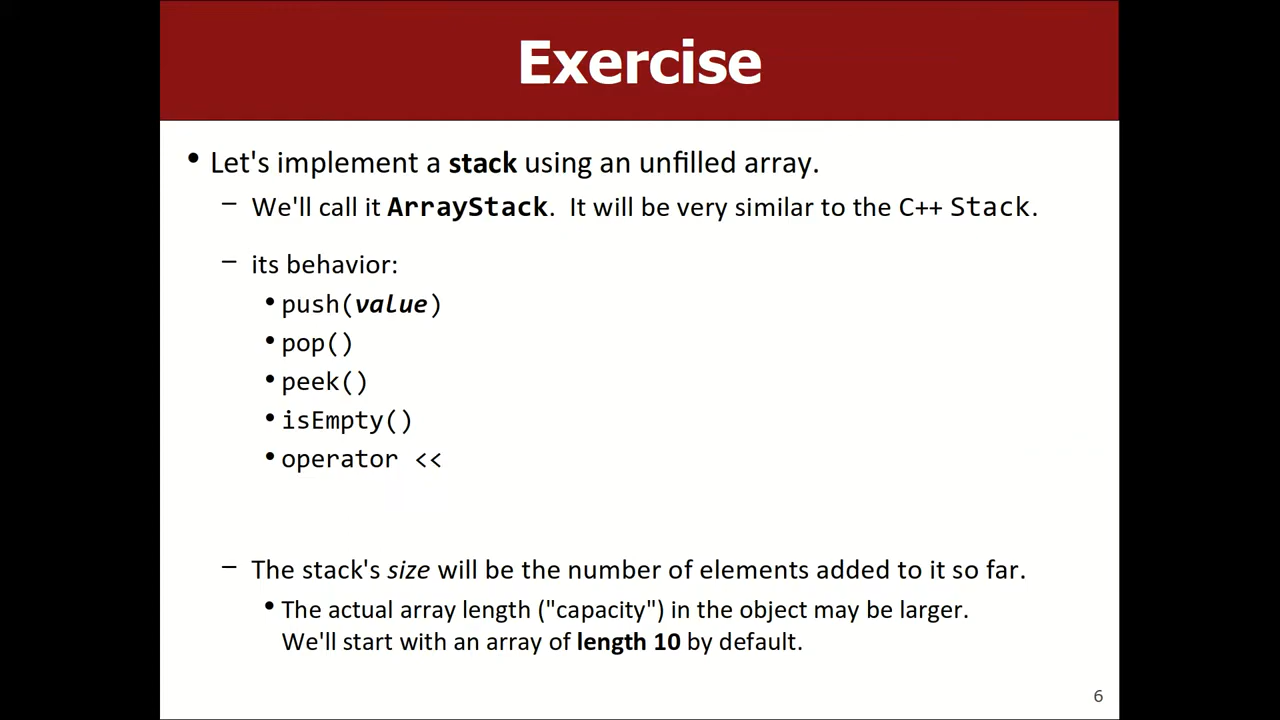 Exercise
• Let's implement a stack using an unfilled array.
– We'll call it ArrayStack. It will be very similar to the C++ Stack.
– its behavior:
• push(value)
• pop()
• peek()
• isEmpty()
• operator <<
– The stack's size will be the number of elements added to it so far.
• The actual array length ("capacity") in the object may be larger.
We'll start with an array of length 10 by default.
6